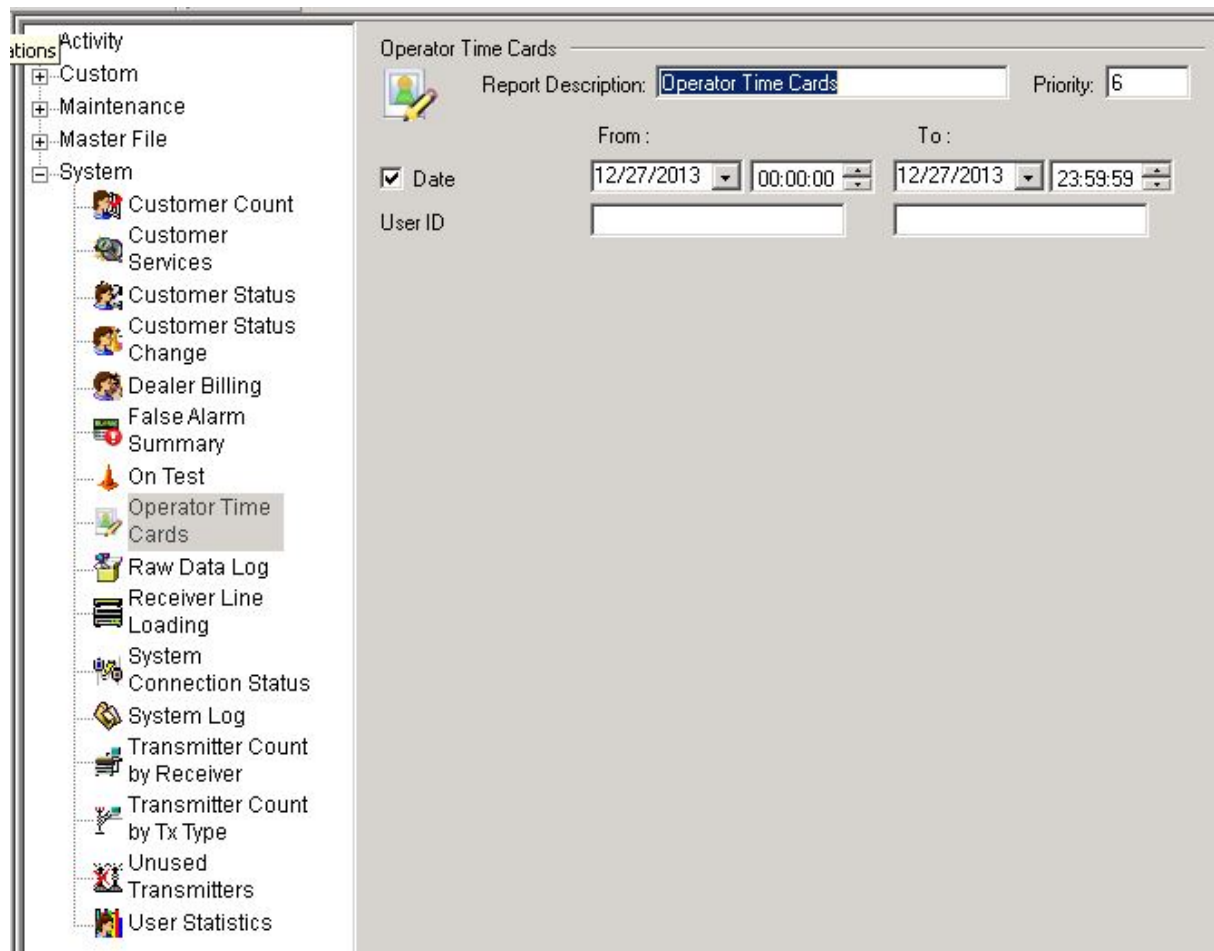 Activity
ations
Custom
Maintenance
Master File
System
Customer Count
Customer
Services
Customer Status
Customer Status
Change
Dealer Billing
False Alarm
Summary
On Test
Operator Time
Cards
Raw Data Log
Receiver Line
Loading
System
Connection Status
System Log
Transmitter Count
by Receiver
Transmitter Count
by Tx Type
Unused
Transmitters
User Statistics
Operator Time Cards
Report Description: Operator Time Cards Priority: 6
From : To :
Date 12/27/2013 00:00:00 12/27/2013 23:59:59
User ID